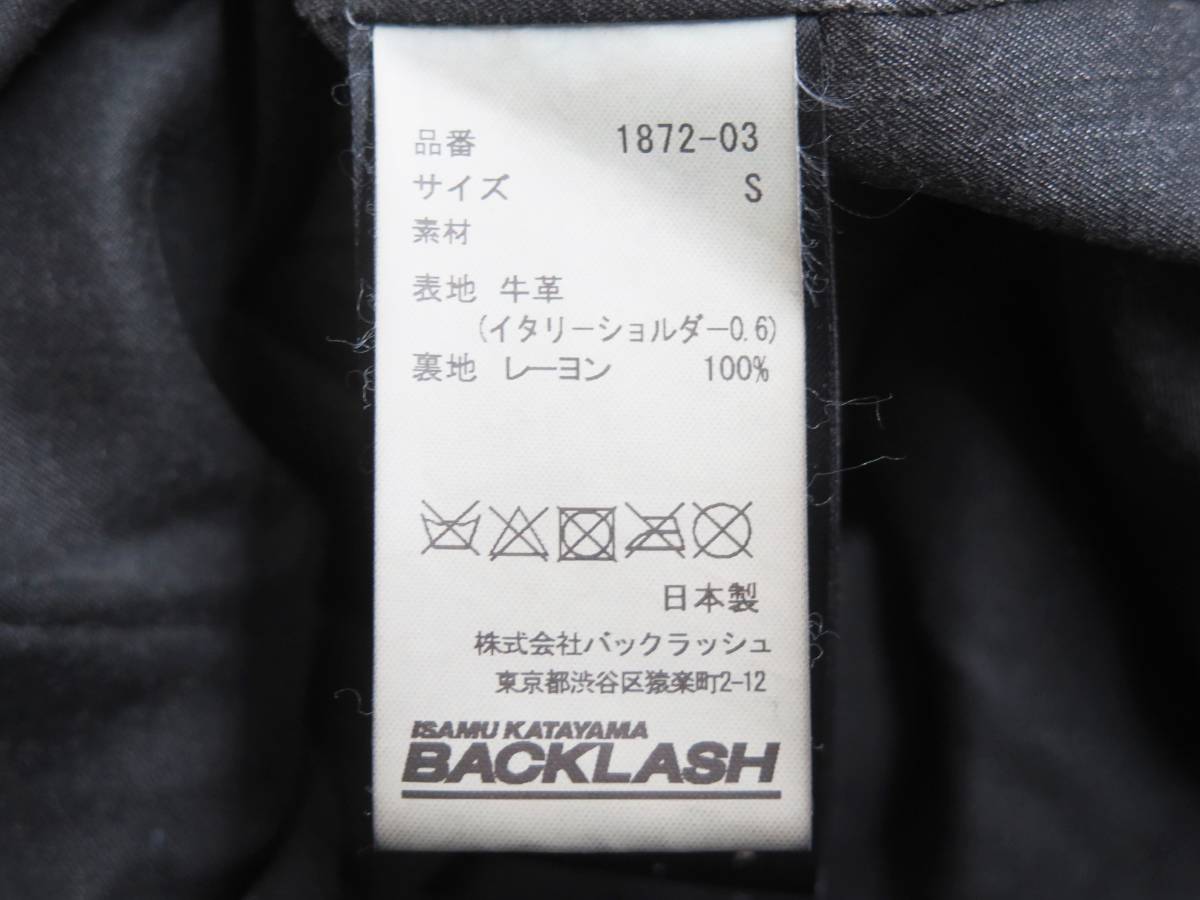 品番 1872-03
サイズ S
素材
表地 牛革
(イタリーショルダー0.6)
裏地 レーヨン 100%
日本製
株式会社バックラッシュ
東京都渋谷区猿楽町2-12
ISAMU KATAYAMA
BACKLASH